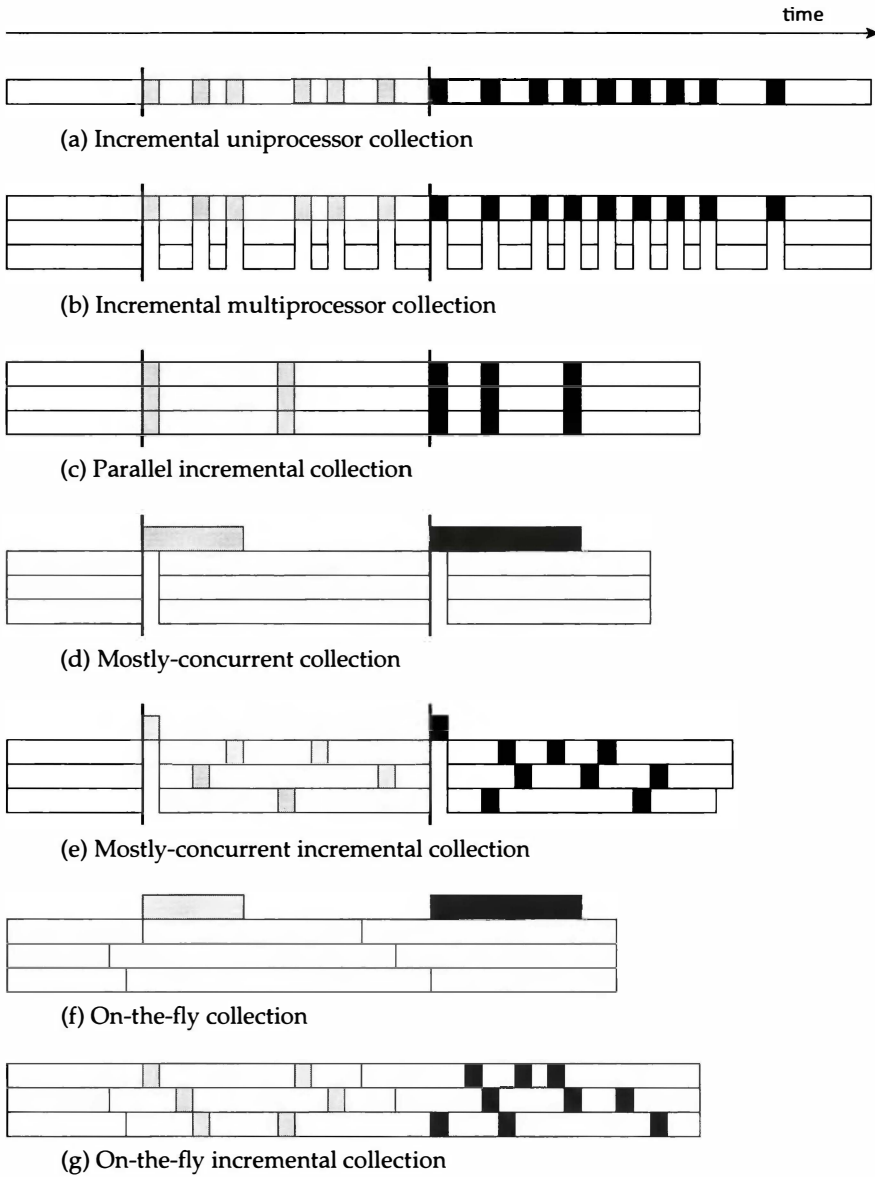 time
(a) Incremental uniprocessor collection
(b) Incremental multiprocessor collection
(c) Parallel incremental collection
(d) Mostly-concurrent collection
(e) Mostly-concurrent incremental collection
(f) On-the-fly collection
(g) On-the-fly incremental collection